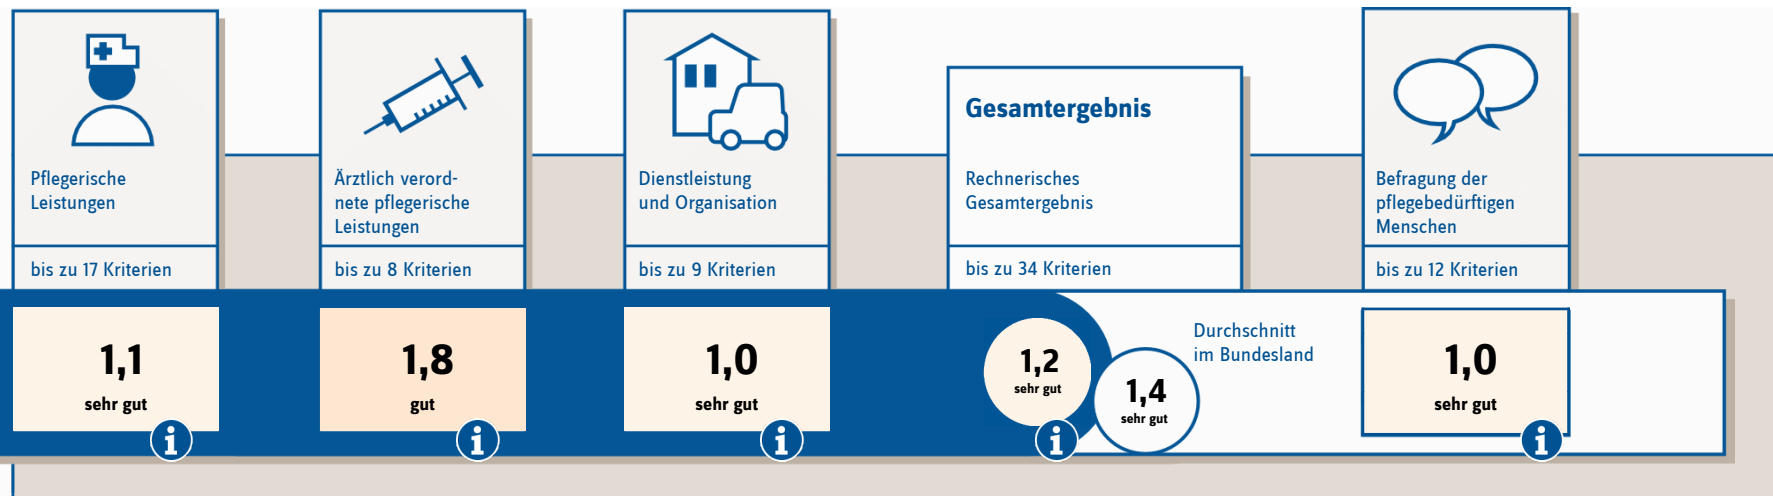 Pflegerische
Leistungen
bis zu 17 Kriterien
1,1
sehr gut
i
Ärztlich verord-
nete pflegerische
Leistungen
bis zu 8 Kriterien
1,8
gut
i
Dienstleistung
und Organisation
bis zu 9 Kriterien
1,0
sehr gut
i
Gesamtergebnis
Rechnerisches
Gesamtergebnis
bis zu 34 Kriterien
1,2
sehr gut
i
1,4
sehr gut
Durchschnitt
im Bundesland
Befragung der
pflegebedürftigen
Menschen
bis zu 12 Kriterien
1,0
sehr gut
i